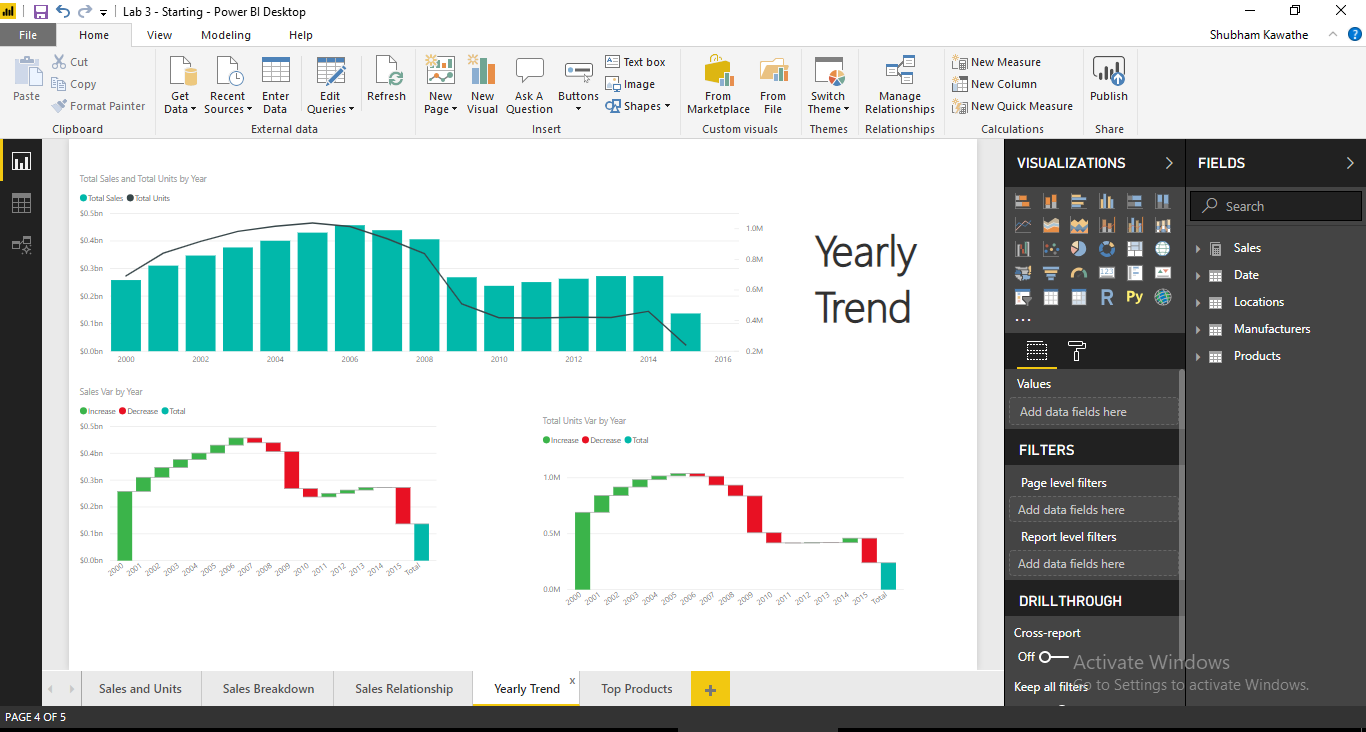 Lab 3 - Starting - Power BI Desktop
File Home View Modeling Help Shubham Kawathe
Paste
Cut
Copy
Format Painter
Clipboard
Get Data
Recent Sources
Enter Data
Edit Queries
Refresh
External data
New Page
New Visual
Ask A Question
Buttons
Text box
Image
Shapes
Insert
From Marketplace
From File
Custom visuals
Switch Theme
Themes
Manage Relationships
Relationships
New Measure
New Column
New Quick Measure
Calculations
Publish
Share
Total Sales and Total Units by Year
Total Sales Total Units
$0.5bn
$0.4bn
$0.3bn
$0.2bn
$0.1bn
$0.0bn
1.0M
0.8M
0.6M
0.4M
0.2M
2000 2002 2004 2006 2008 2010 2012 2014 2016
Yearly
Trend
Sales Var by Year
Increase Decrease Total
$0.5bn
$0.4bn
$0.3bn
$0.2bn
$0.1bn
$0.0bn
2000 2001 2002 2003 2004 2005 2006 2007 2008 2009 2010 2011 2012 2013 2014 2015 Total
Total Units Var by Year
Increase Decrease Total
1.0M
0.5M
0.0M
2000 2001 2002 2003 2004 2005 2006 2007 2008 2009 2010 2011 2012 2013 2014 2015 Total
VISUALIZATIONS
R Py
Values
Add data fields here
FILTERS
Page level filters
Add data fields here
Report level filters
Add data fields here
DRILLTHROUGH
Cross-report
Off
Keep all filters
FIELDS
Search
Sales
Date
Locations
Manufacturers
Products
Activate Windows
Go to Settings to activate Windows.
Sales and Units Sales Breakdown Sales Relationship Yearly Trend x Top Products +
PAGE 4 OF 5